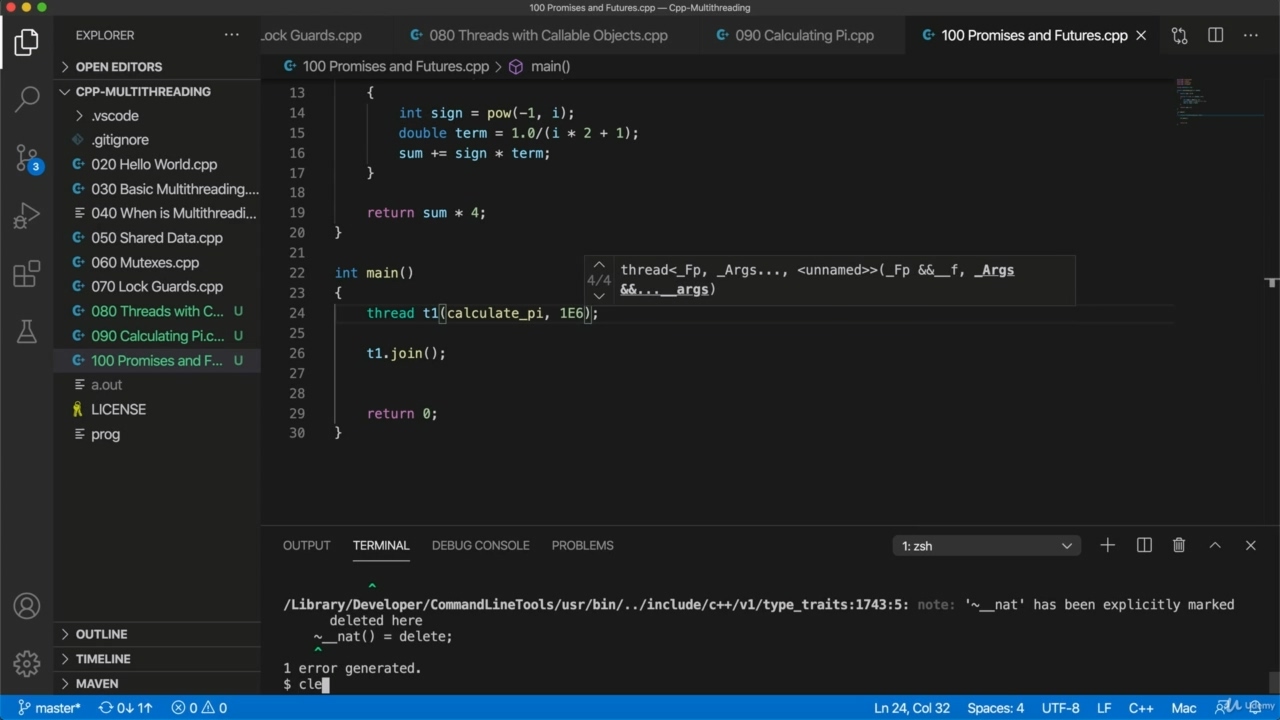 100 Promises and Futures.cpp — Cpp-Multithreading
EXPLORER
Lock Guards.cpp
080 Threads with Callable Objects.cpp
090 Calculating Pi.cpp
100 Promises and Futures.cpp
OPEN EDITORS
100 Promises and Futures.cpp > main()
CPP-MULTITHREADING
.vscode
.gitignore
020 Hello World.cpp
030 Basic Multithreading....
040 When is Multithreadi...
050 Shared Data.cpp
060 Mutexes.cpp
070 Lock Guards.cpp
080 Threads with C... U
090 Calculating Pi.c... U
100 Promises and F... U
a.out
LICENSE
prog
OUTLINE
TIMELINE
MAVEN
3
13 {
14 int sign = pow(-1, i);
15 double term = 1.0/(i * 2 + 1);
16 sum += sign * term;
17 }
18
19 return sum * 4;
20 }
21
22 int main()
23 {
24 thread t1(calculate_pi, 1E6);
25
26 t1.join();
27
28
29 return 0;
30 }
4/4
thread<_Fp, _Args..., <unnamed>>(_Fp &&__f, _Args
&&...__args)
OUTPUT TERMINAL DEBUG CONSOLE PROBLEMS
1: zsh
^
/Library/Developer/CommandLineTools/usr/bin/../include/c++/v1/type_traits:1743:5: note: '~__nat' has been explicitly marked
deleted here
~__nat() = delete;
^
1 error generated.
$ cle
master* 0↓ 1↑ 0 0
Ln 24, Col 32 Spaces: 4 UTF-8 LF C++ Mac
Udemy